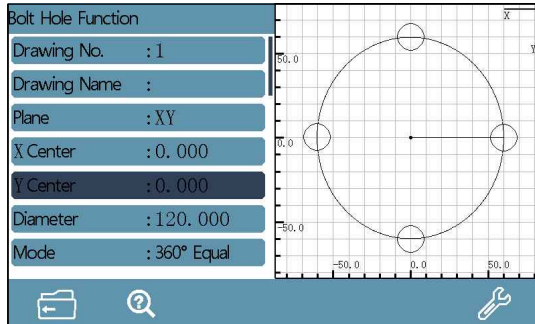 Bolt Hole Function
Drawing No. :1
Drawing Name :
Plane :XY
X Center :0.000
Y Center :0.000
Diameter :120.000
Mode :360° Equal
X
Y
50.0
0.0
-50.0
-50.0 0.0 50.0